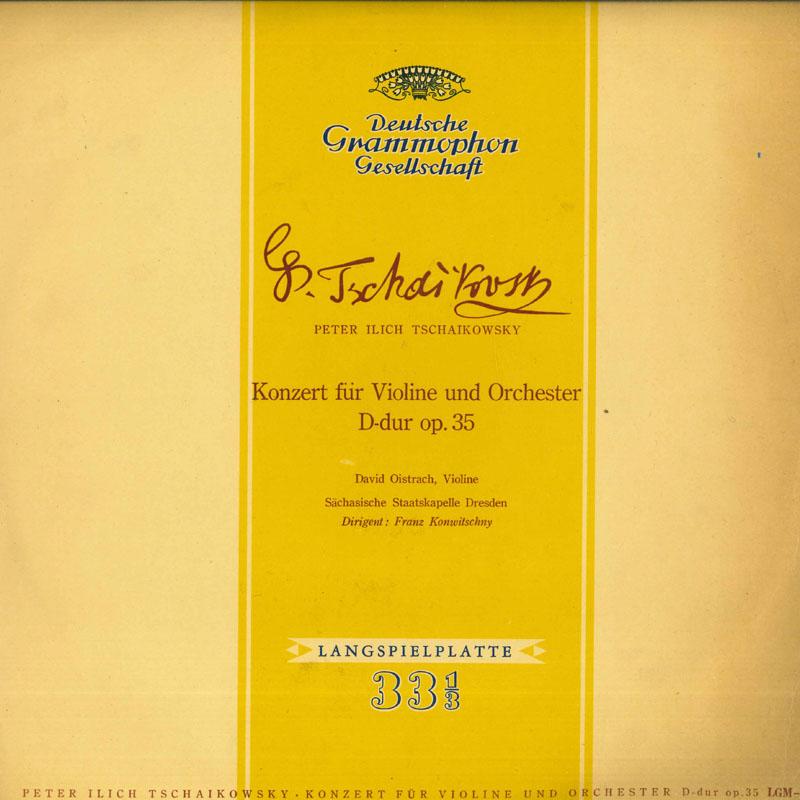 Deutsche
Grammophon
Gesellschaft
P. Tschaikowsky
PETER ILICH TSCHAIKOWSKY
Konzert für Violine und Orchester
D-dur op. 35
David Oistrach, Violine
Sächasische Staatskapelle Dresden
Dirigent: Franz Konwitschny
LANGSPIELPLATTE
33 1/3
PETER ILICH TSCHAIKOWSKY · KONZERT FÜR VIOLINE UND ORCHESTER D-dur op. 35 LGM-